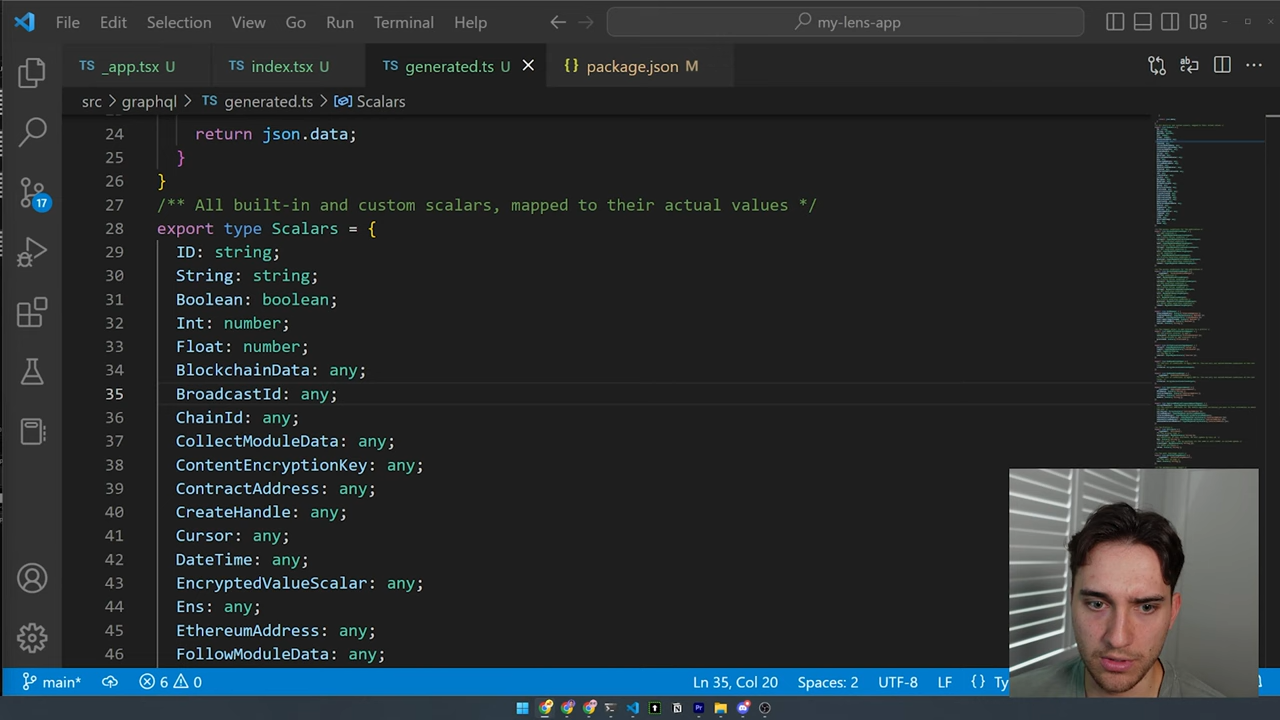 File Edit Selection View Go Run Terminal Help my-lens-app
TS _app.tsx U TS index.tsx U TS generated.ts U {} package.json M
src > graphql > TS generated.ts > Scalars
24 return json.data;
25 }
26 }
27 /** All built-in and custom scalars, mapped to their actual values */
28 export type Scalars = {
29 ID: string;
30 String: string;
31 Boolean: boolean;
32 Int: number;
33 Float: number;
34 BlockchainData: any;
35 BroadcastId: any;
36 ChainId: any;
37 CollectModuleData: any;
38 ContentEncryptionKey: any;
39 ContractAddress: any;
40 CreateHandle: any;
41 Cursor: any;
42 DateTime: any;
43 EncryptedValueScalar: any;
44 Ens: any;
45 EthereumAddress: any;
46 FollowModuleData: any;
17
main* 6 0 Ln 35, Col 20 Spaces: 2 UTF-8 LF {} Ty